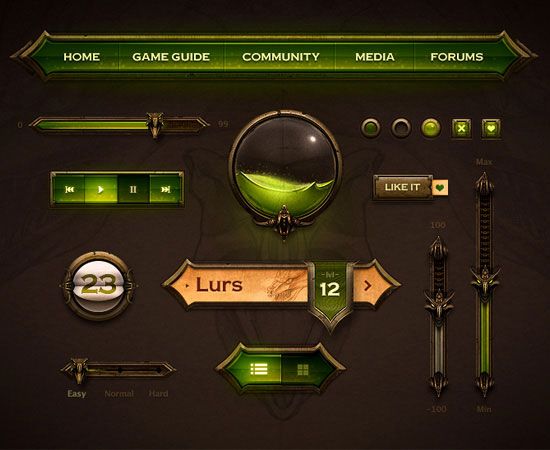 HOME GAME GUIDE COMMUNITY MEDIA FORUMS
0 99
Max
LIKE IT
100
23
Lurs
-lvl-
12
Easy Normal Hard
-100 Min